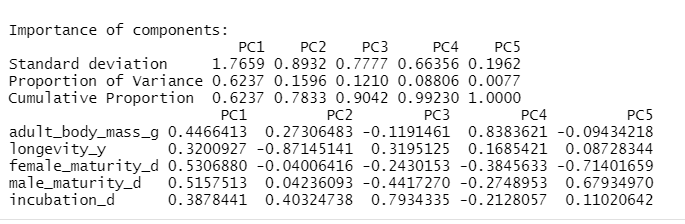 Importance of components:
PC1 PC2 PC3 PC4 PC5
Standard deviation 1.7659 0.8932 0.7777 0.66356 0.1962
Proportion of Variance 0.6237 0.1596 0.1210 0.08806 0.0077
Cumulative Proportion 0.6237 0.7833 0.9042 0.99230 1.0000
PC1 PC2 PC3 PC4 PC5
adult_body_mass_g 0.4466413 0.27306483 -0.1191461 0.8383621 -0.09434218
longevity_y 0.3200927 -0.87145141 0.3195125 0.1685421 0.08728344
female_maturity_d 0.5306880 -0.04006416 -0.2430153 -0.3845633 -0.71401659
male_maturity_d 0.5157513 0.04236093 -0.4417270 -0.2748953 0.67934970
incubation_d 0.3878441 0.40324738 0.7934335 -0.2128057 0.11020642